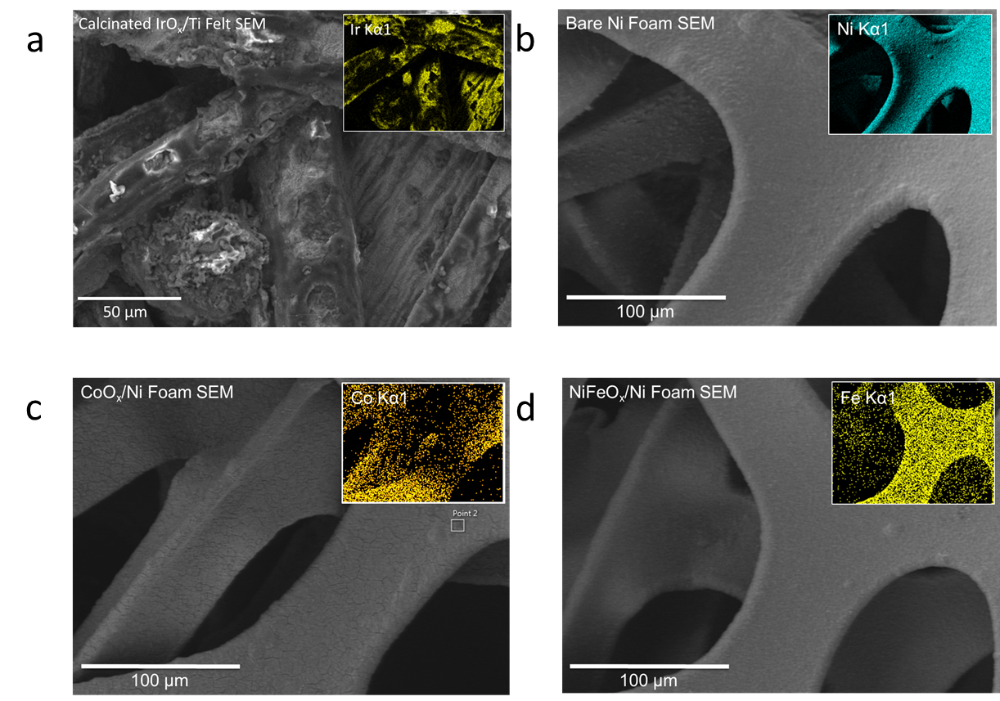 a
Calcinated IrOₓ/Ti Felt SEM
Ir Kα1
50 µm
b
Bare Ni Foam SEM
Ni Kα1
100 µm
c
CoOₓ/Ni Foam SEM
Co Kα1
Point 2
100 µm
d
NiFeOₓ/Ni Foam SEM
Fe Kα1
100 µm